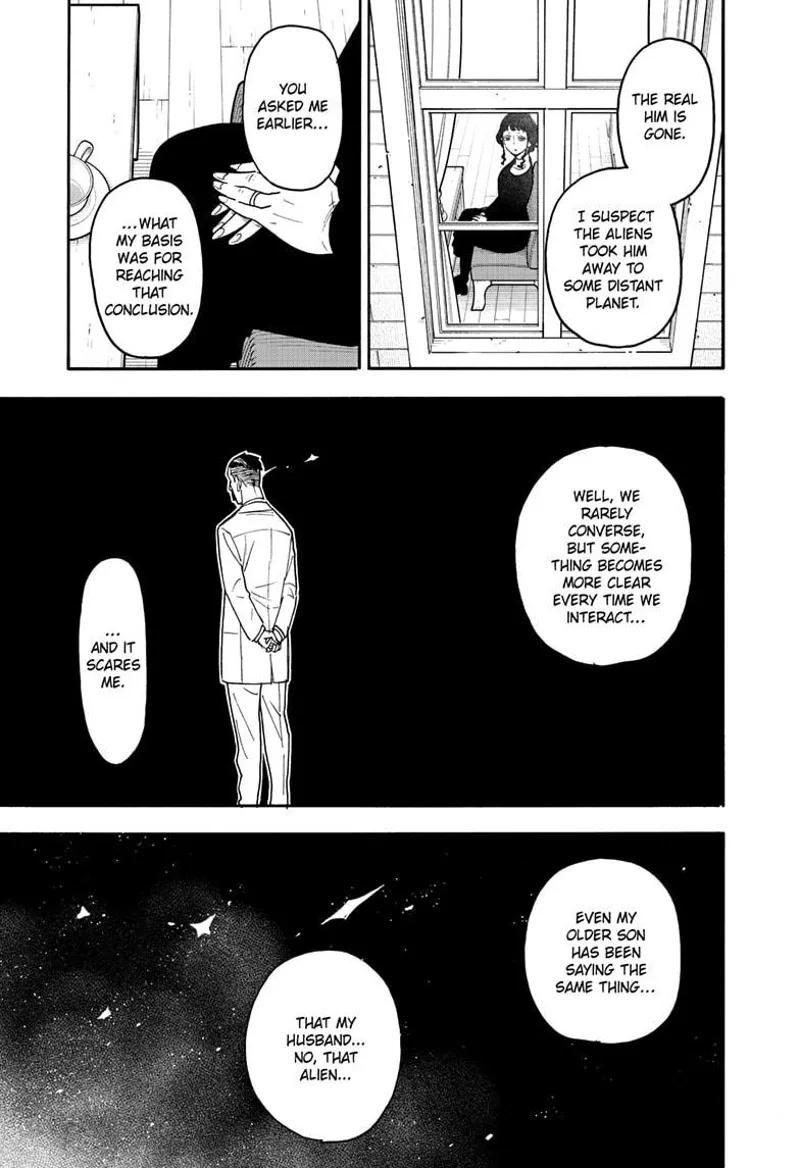 THE REAL
HIM IS
GONE.
I SUSPECT
THE ALIENS
TOOK HIM
AWAY TO
SOME DISTANT
PLANET.
YOU
ASKED ME
EARLIER...
...WHAT
MY BASIS
WAS FOR
REACHING
THAT
CONCLUSION.
WELL, WE
RARELY
CONVERSE,
BUT SOME-
THING BECOMES
MORE CLEAR
EVERY TIME WE
INTERACT...
...
AND IT
SCARES
ME.
EVEN MY
OLDER SON
HAS BEEN
SAYING THE
SAME THING...
THAT MY
HUSBAND...
NO, THAT
ALIEN...